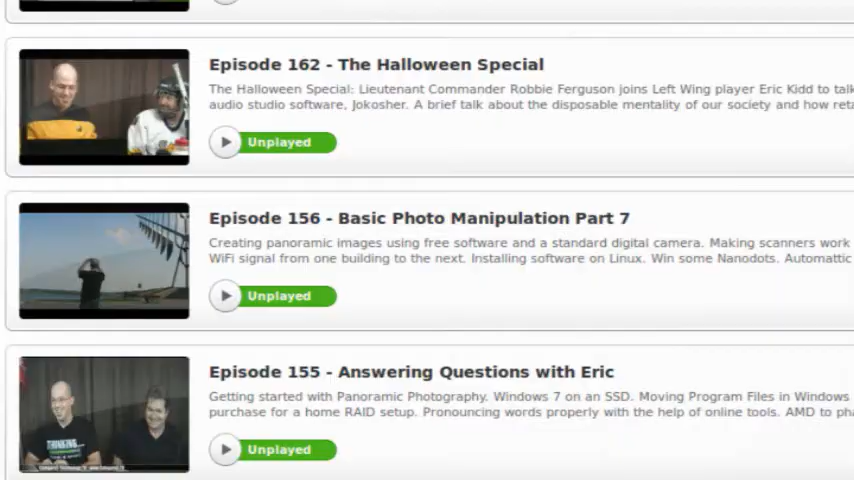 Episode 162 - The Halloween Special
The Halloween Special: Lieutenant Commander Robbie Ferguson joins Left Wing player Eric Kidd to talk
audio studio software, Jokosher. A brief talk about the disposable mentality of our society and how
Unplayed
Episode 156 - Basic Photo Manipulation Part 7
Creating panoramic images using free software and a standard digital camera. Making scanners work
WiFi signal from one building to the next. Installing software on Linux. Win some Nanodots. Automattic
Unplayed
Episode 155 - Answering Questions with Eric
Getting started with Panoramic Photography. Windows 7 on an SSD. Moving Program Files in Windows
purchase for a home RAID setup. Pronouncing words properly with the help of online tools. AMD to
THINKING...
Unplayed